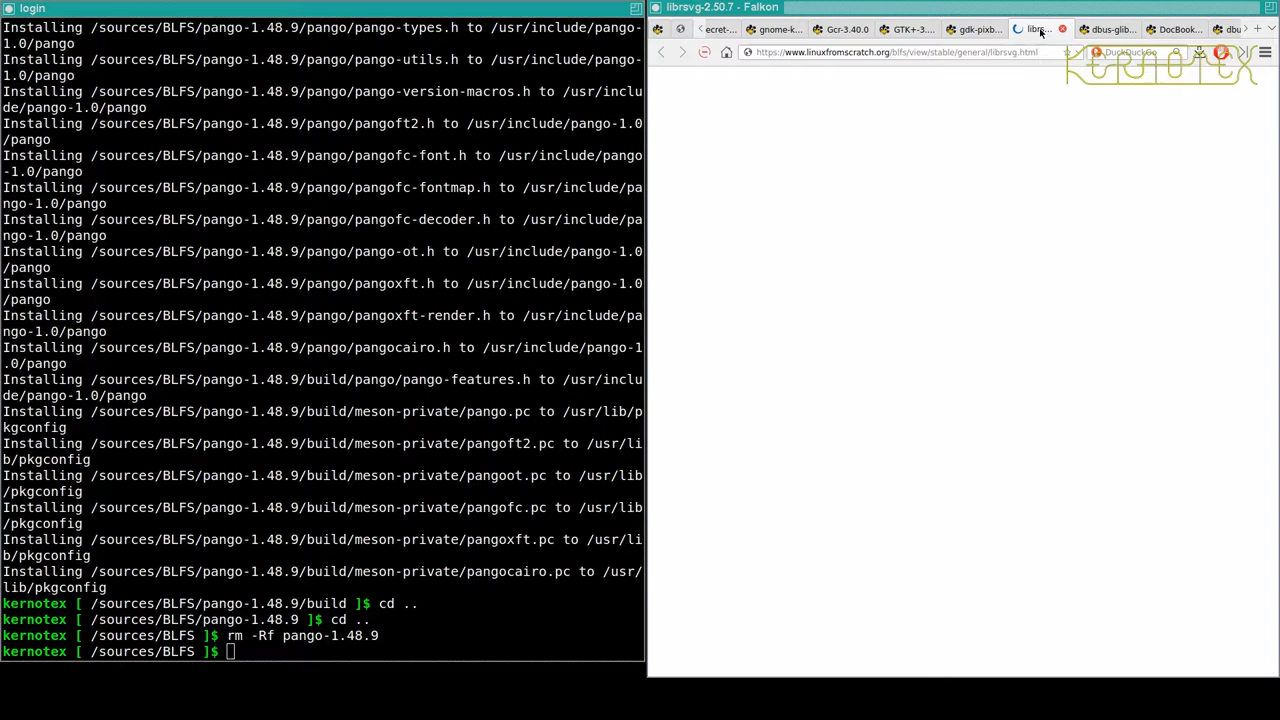 login
Installing /sources/BLFS/pango-1.48.9/pango/pango-types.h to /usr/include/pango-
1.0/pango
Installing /sources/BLFS/pango-1.48.9/pango/pango-utils.h to /usr/include/pango-
1.0/pango
Installing /sources/BLFS/pango-1.48.9/pango/pango-version-macros.h to /usr/inclu
de/pango-1.0/pango
Installing /sources/BLFS/pango-1.48.9/pango/pangoft2.h to /usr/include/pango-1.0
/pango
Installing /sources/BLFS/pango-1.48.9/pango/pangofc-font.h to /usr/include/pango
-1.0/pango
Installing /sources/BLFS/pango-1.48.9/pango/pangofc-fontmap.h to /usr/include/pa
ngo-1.0/pango
Installing /sources/BLFS/pango-1.48.9/pango/pangofc-decoder.h to /usr/include/pa
ngo-1.0/pango
Installing /sources/BLFS/pango-1.48.9/pango/pango-ot.h to /usr/include/pango-1.0
/pango
Installing /sources/BLFS/pango-1.48.9/pango/pangoxft.h to /usr/include/pango-1.0
/pango
Installing /sources/BLFS/pango-1.48.9/pango/pangoxft-render.h to /usr/include/pa
ngo-1.0/pango
Installing /sources/BLFS/pango-1.48.9/pango/pangocairo.h to /usr/include/pango-1
.0/pango
Installing /sources/BLFS/pango-1.48.9/build/pango/pango-features.h to /usr/inclu
de/pango-1.0/pango
Installing /sources/BLFS/pango-1.48.9/build/meson-private/pango.pc to /usr/lib/p
kgconfig
Installing /sources/BLFS/pango-1.48.9/build/meson-private/pangoft2.pc to /usr/li
b/pkgconfig
Installing /sources/BLFS/pango-1.48.9/build/meson-private/pangoot.pc to /usr/lib
/pkgconfig
Installing /sources/BLFS/pango-1.48.9/build/meson-private/pangofc.pc to /usr/lib
/pkgconfig
Installing /sources/BLFS/pango-1.48.9/build/meson-private/pangoxft.pc to /usr/li
b/pkgconfig
Installing /sources/BLFS/pango-1.48.9/build/meson-private/pangocairo.pc to /usr/
lib/pkgconfig
kernotex [ /sources/BLFS/pango-1.48.9/build ]$ cd ..
kernotex [ /sources/BLFS/pango-1.48.9 ]$ cd ..
kernotex [ /sources/BLFS ]$ rm -Rf pango-1.48.9
kernotex [ /sources/BLFS ]$
librsvg-2.50.7 - Falkon
ecret-... gnome-k... Gcr-3.40.0 GTK+-3.... gdk-pixb... librs... dbus-glib... DocBook... dbu
https://www.linuxfromscratch.org/blfs/view/stable/general/librsvg.html DuckDuckGo
KERNOTEX